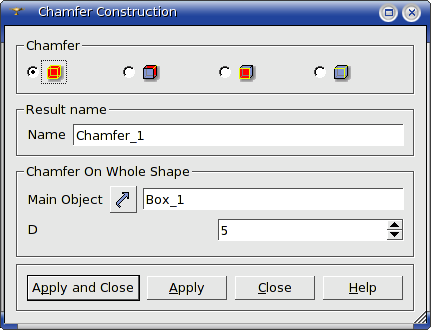 Chamfer Construction
Chamfer
Result name
Name Chamfer_1
Chamfer On Whole Shape
Main Object Box_1
D 5
Apply and Close Apply Close Help